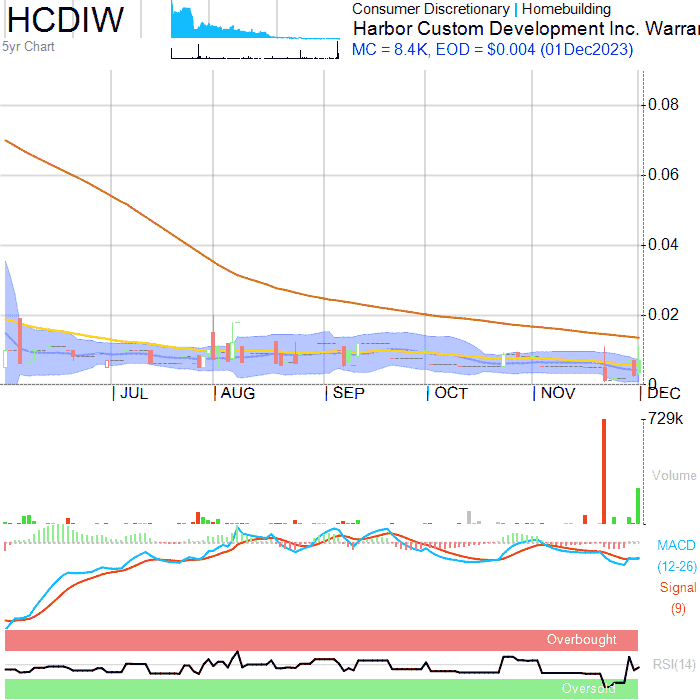 HCDIW
5yr Chart
Consumer Discretionary | Homebuilding
Harbor Custom Development Inc. Warra
MC = 8.4K, EOD = $0.004 (01Dec2023)
0.08
0.06
0.04
0.02
0
JUL AUG SEP OCT NOV DEC
729k
Volume
MACD
(12-26)
Signal
(9)
Overbought
RSI(14)
Oversold